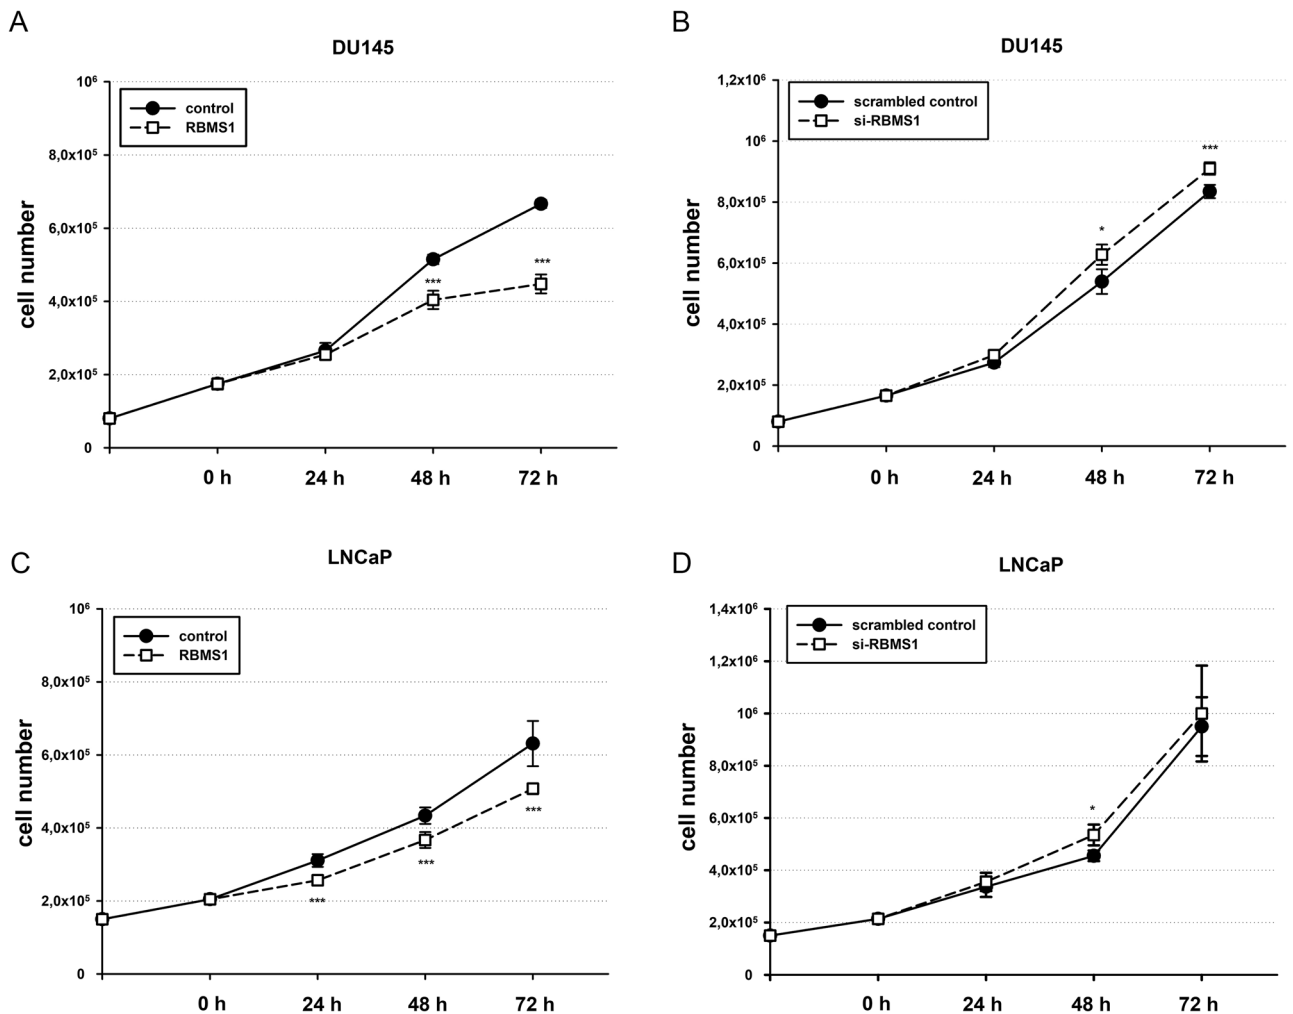 A
DU145
10⁶
8,0x10⁵
6,0x10⁵
4,0x10⁵
2,0x10⁵
0
cell number
control
RBMS1
***
***
0 h 24 h 48 h 72 h
B
DU145
1,2x10⁶
10⁶
8,0x10⁵
6,0x10⁵
4,0x10⁵
2,0x10⁵
0
cell number
scrambled control
si-RBMS1
*
***
0 h 24 h 48 h 72 h
C
LNCaP
10⁶
8,0x10⁵
6,0x10⁵
4,0x10⁵
2,0x10⁵
0
cell number
control
RBMS1
***
***
***
0 h 24 h 48 h 72 h
D
LNCaP
1,4x10⁶
1,2x10⁶
10⁶
8,0x10⁵
6,0x10⁵
4,0x10⁵
2,0x10⁵
0
cell number
scrambled control
si-RBMS1
*
0 h 24 h 48 h 72 h